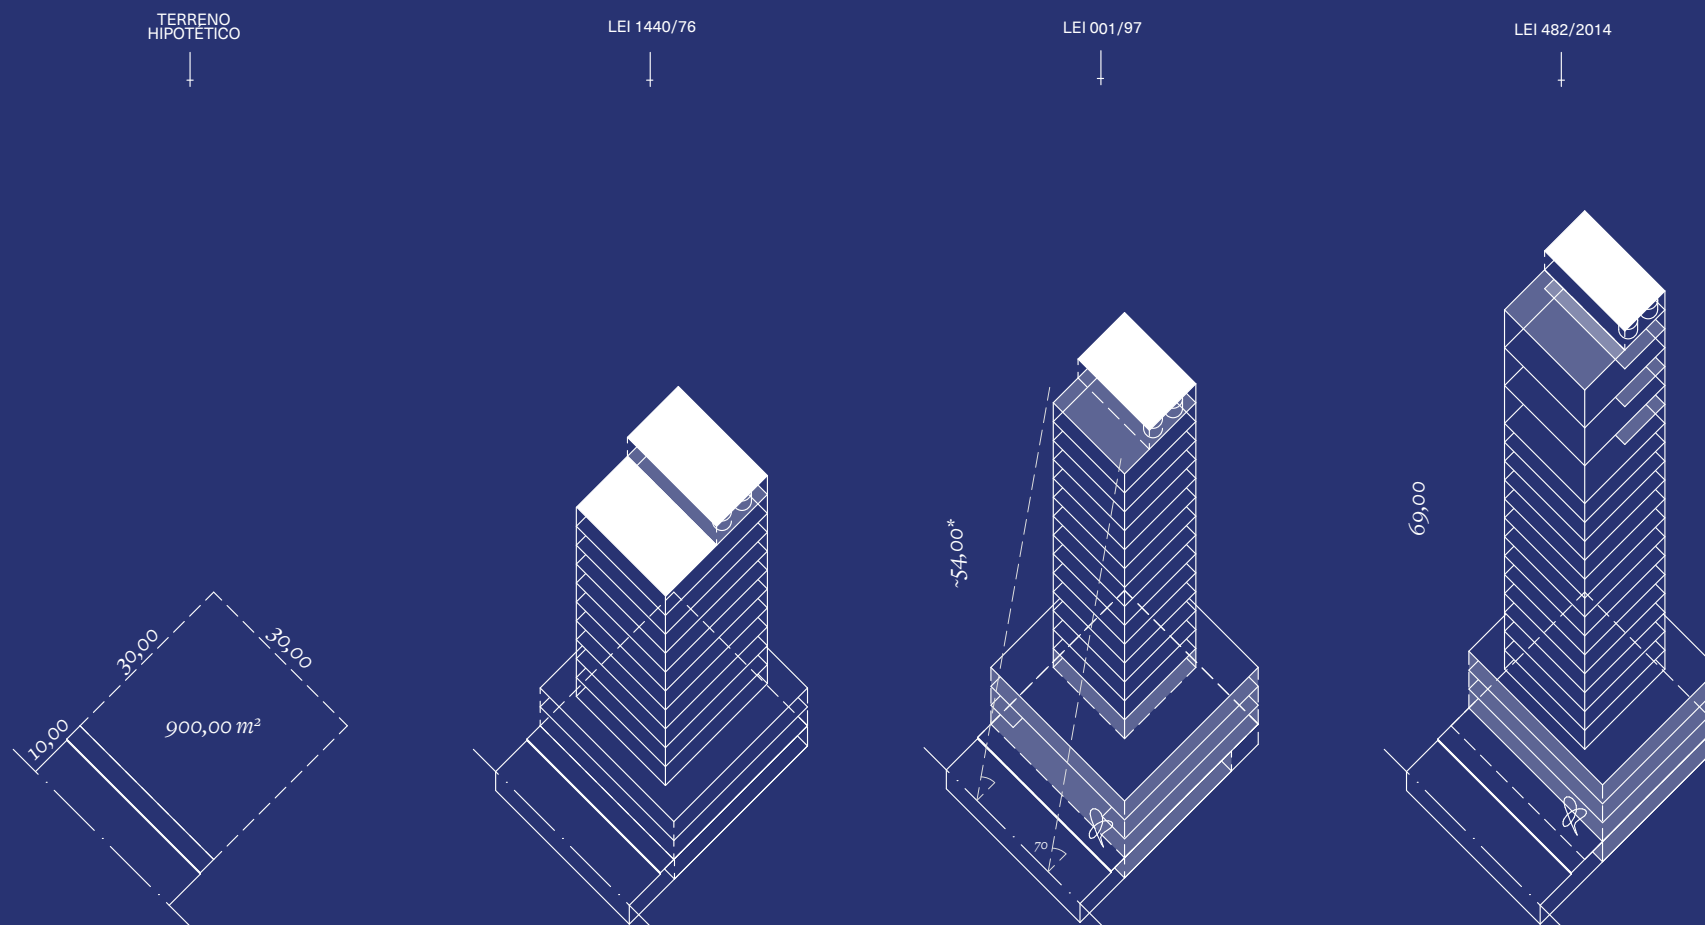 TERRENO
HIPOTÉTICO
LEI 1440/76
LEI 001/97
LEI 482/2014
30,00
30,00
10,00
900,00 m²
~54,00*
70
69,00